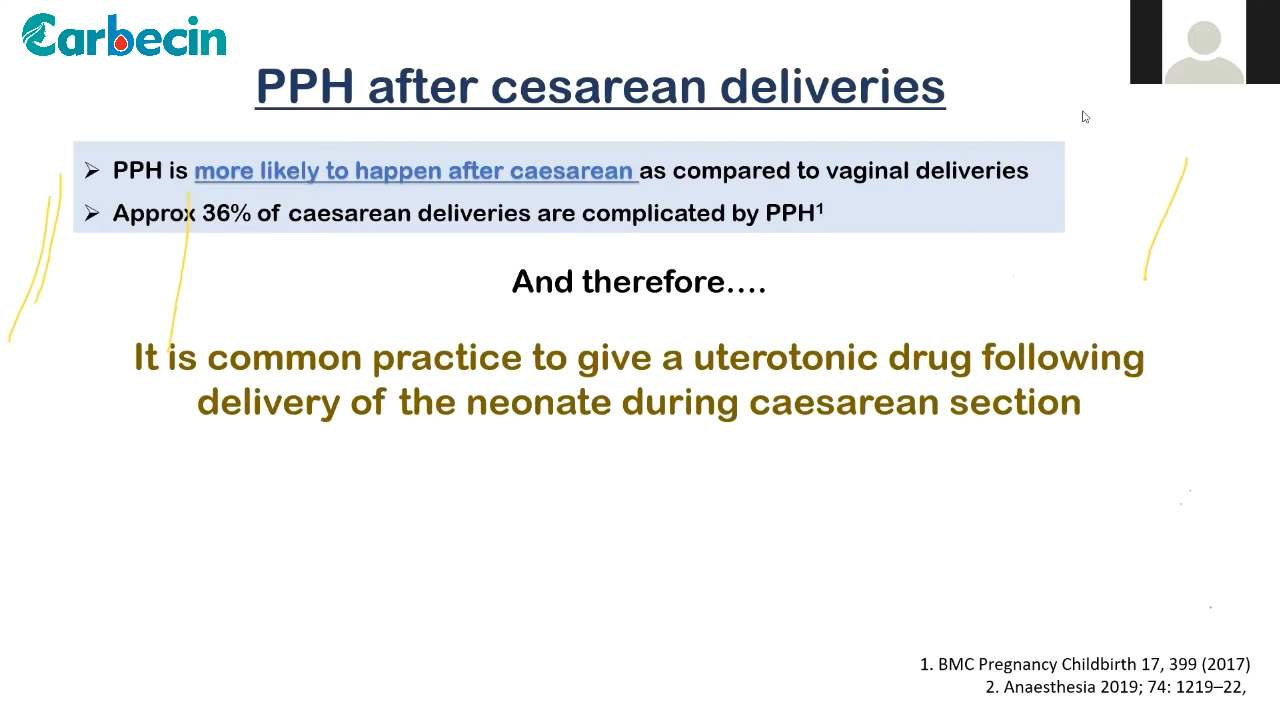 Carbecin
PPH after cesarean deliveries
➢ PPH is more likely to happen after caesarean as compared to vaginal deliveries
➢ Approx 36% of caesarean deliveries are complicated by PPH¹
And therefore....
It is common practice to give a uterotonic drug following
delivery of the neonate during caesarean section
1. BMC Pregnancy Childbirth 17, 399 (2017)
2. Anaesthesia 2019; 74: 1219–22,